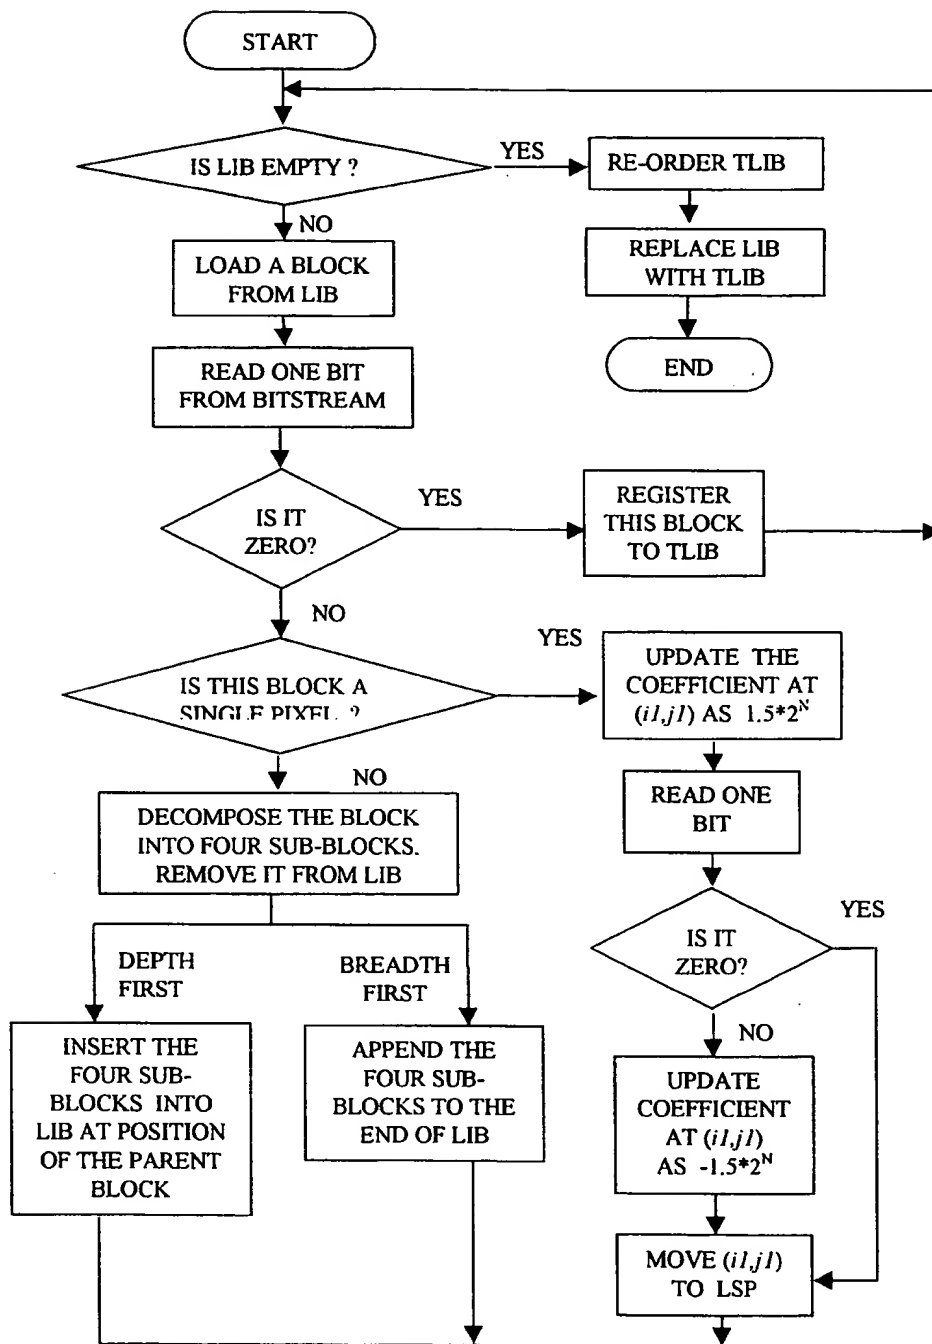 START
IS LIB EMPTY ?
YES
RE-ORDER TLIB
NO
LOAD A BLOCK
FROM LIB
REPLACE LIB
WITH TLIB
READ ONE BIT
FROM BITSTREAM
END
IS IT
ZERO?
YES
REGISTER
THIS BLOCK
TO TLIB
NO
IS THIS BLOCK A
SINGLE PIXEL ?
YES
UPDATE THE
COEFFICIENT AT
(i1,j1) AS 1.5*2^N
NO
READ ONE
BIT
DECOMPOSE THE BLOCK
INTO FOUR SUB-BLOCKS.
REMOVE IT FROM LIB
IS IT
ZERO?
YES
DEPTH
FIRST
BREADTH
FIRST
NO
INSERT THE
FOUR SUB-
BLOCKS INTO
LIB AT POSITION
OF THE PARENT
BLOCK
APPEND THE
FOUR SUB-
BLOCKS TO THE
END OF LIB
UPDATE
COEFFICIENT
AT (i1,j1)
AS -1.5*2^N
MOVE (i1,j1)
TO LSP